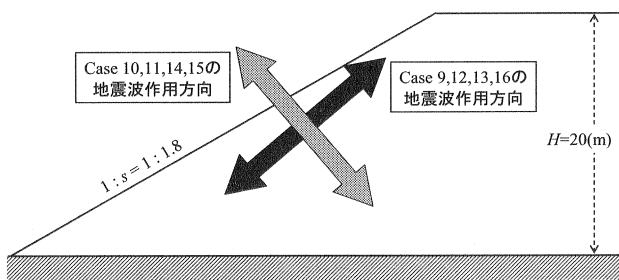 Case 10,11,14,15の
地震波作用方向
Case 9,12,13,16の
地震波作用方向
1 : s = 1 : 1.8
H=20(m)